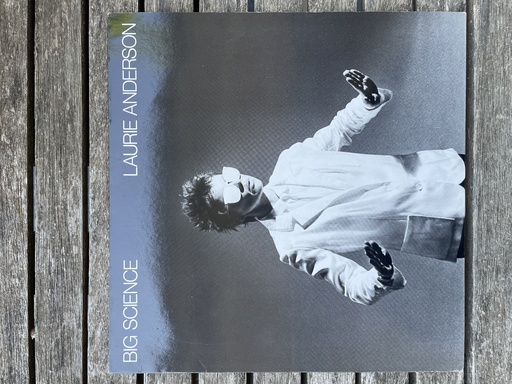 BIG SCIENCE LAURIE ANDERSON